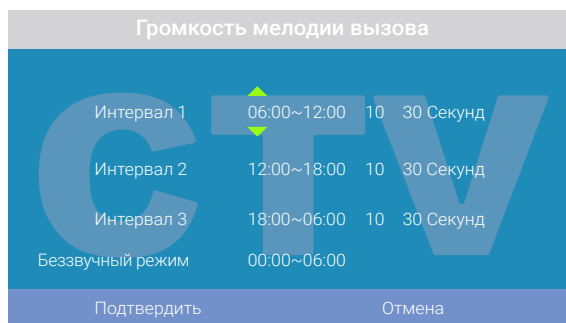 Громкость мелодии вызова
CTV
Интервал 1 06:00~12:00 10 30 Секунд
Интервал 2 12:00~18:00 10 30 Секунд
Интервал 3 18:00~06:00 10 30 Секунд
Беззвучный режим 00:00~06:00
Подтвердить Отмена